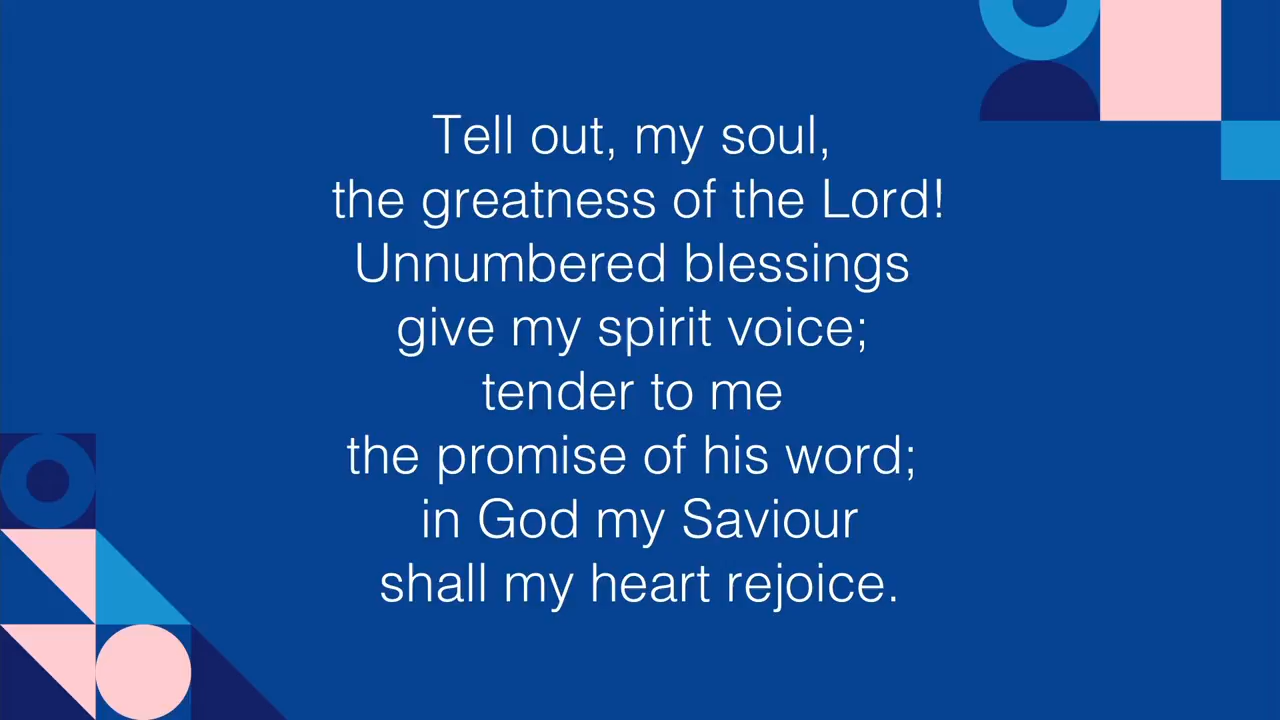 Tell out, my soul,
the greatness of the Lord!
Unnumbered blessings
give my spirit voice;
tender to me
the promise of his word;
in God my Saviour
shall my heart rejoice.